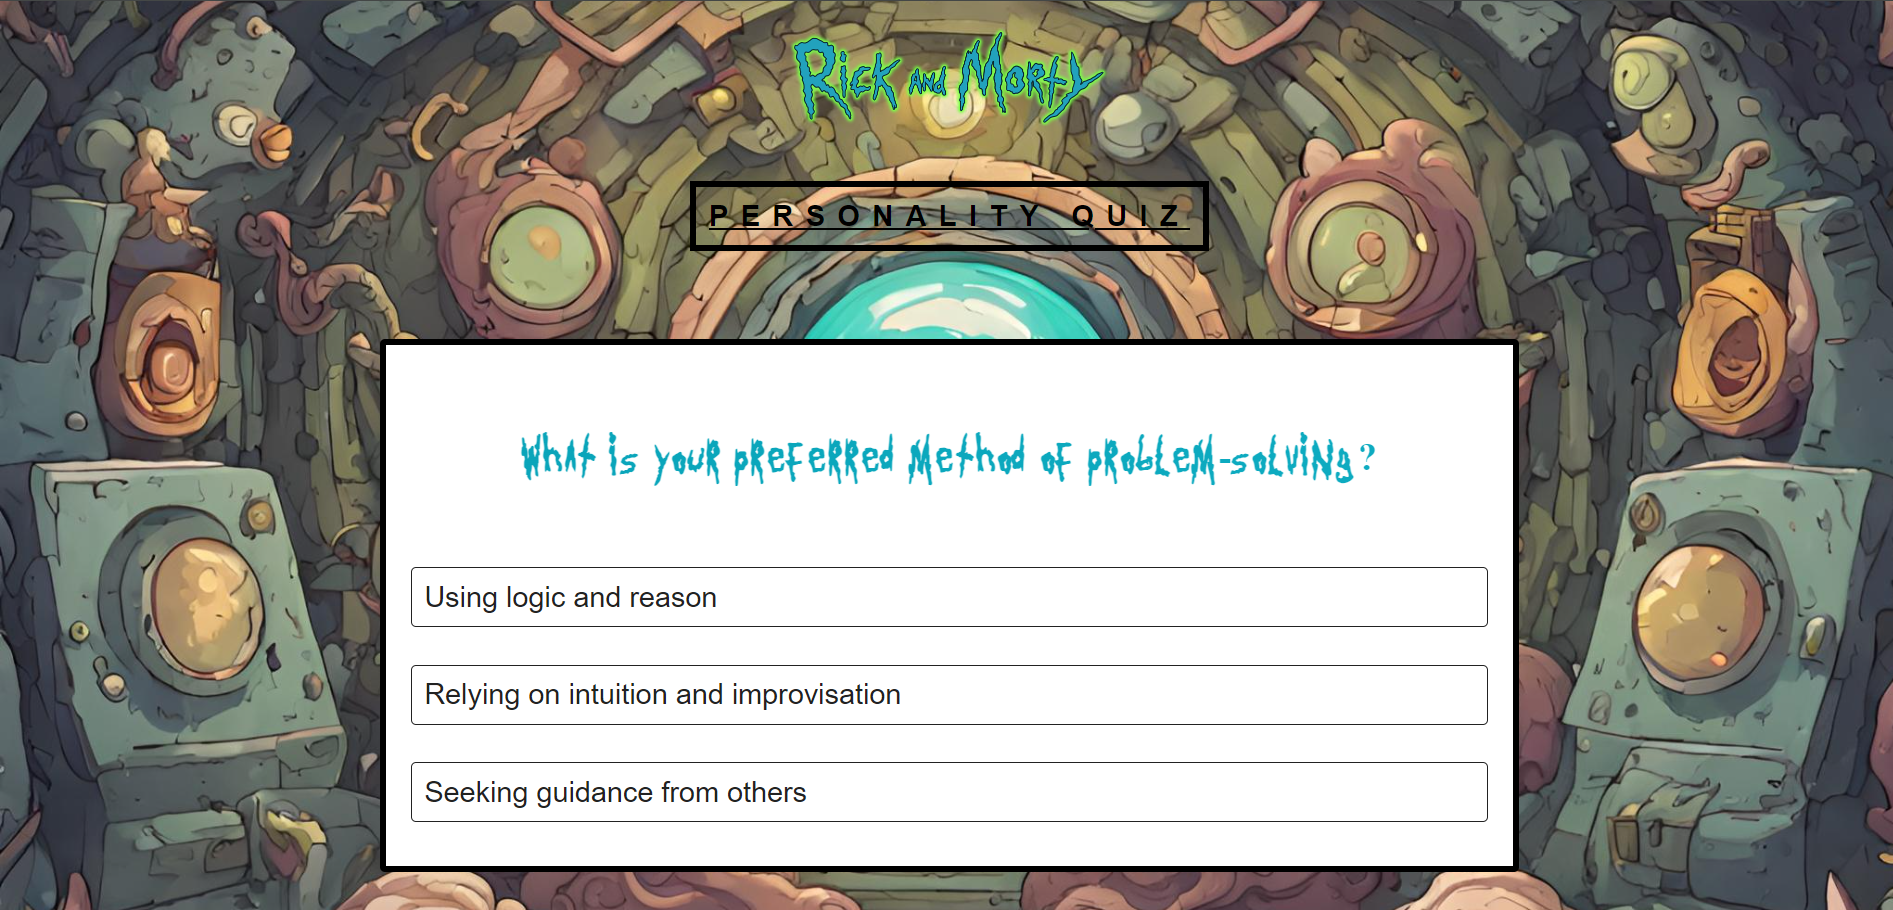 Rick and Morty
PERSONALITY QUIZ
What is your preferred method of problem-solving?
Using logic and reason
Relying on intuition and improvisation
Seeking guidance from others